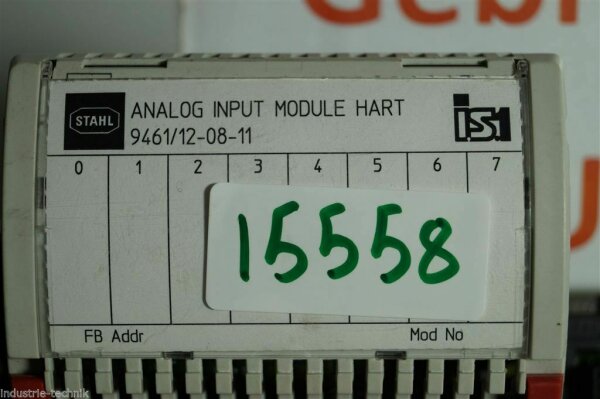 Gebr
STAHL
ANALOG INPUT MODULE HART
9461/12-08-11
is1
0 1 2 3 4 5 6 7
15558
FB Addr Mod No
industrie-technik